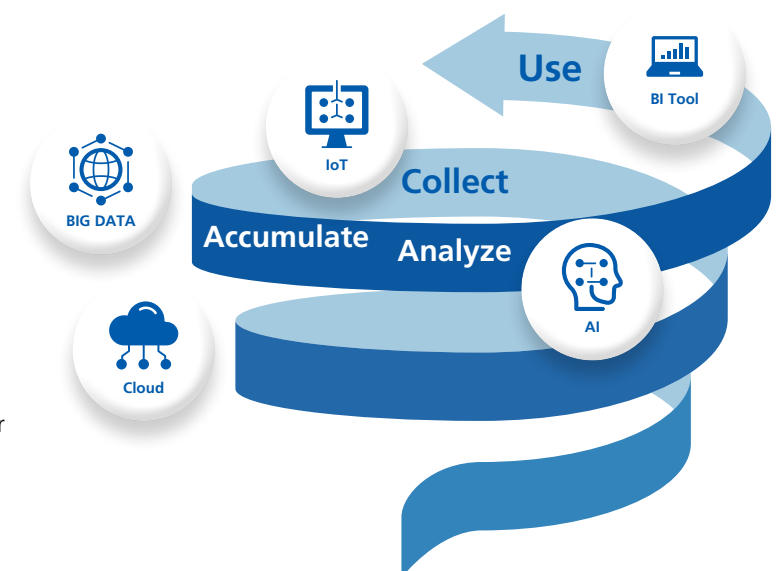 Use
BI Tool
IoT
Collect
BIG DATA
Accumulate
Analyze
AI
Cloud
r